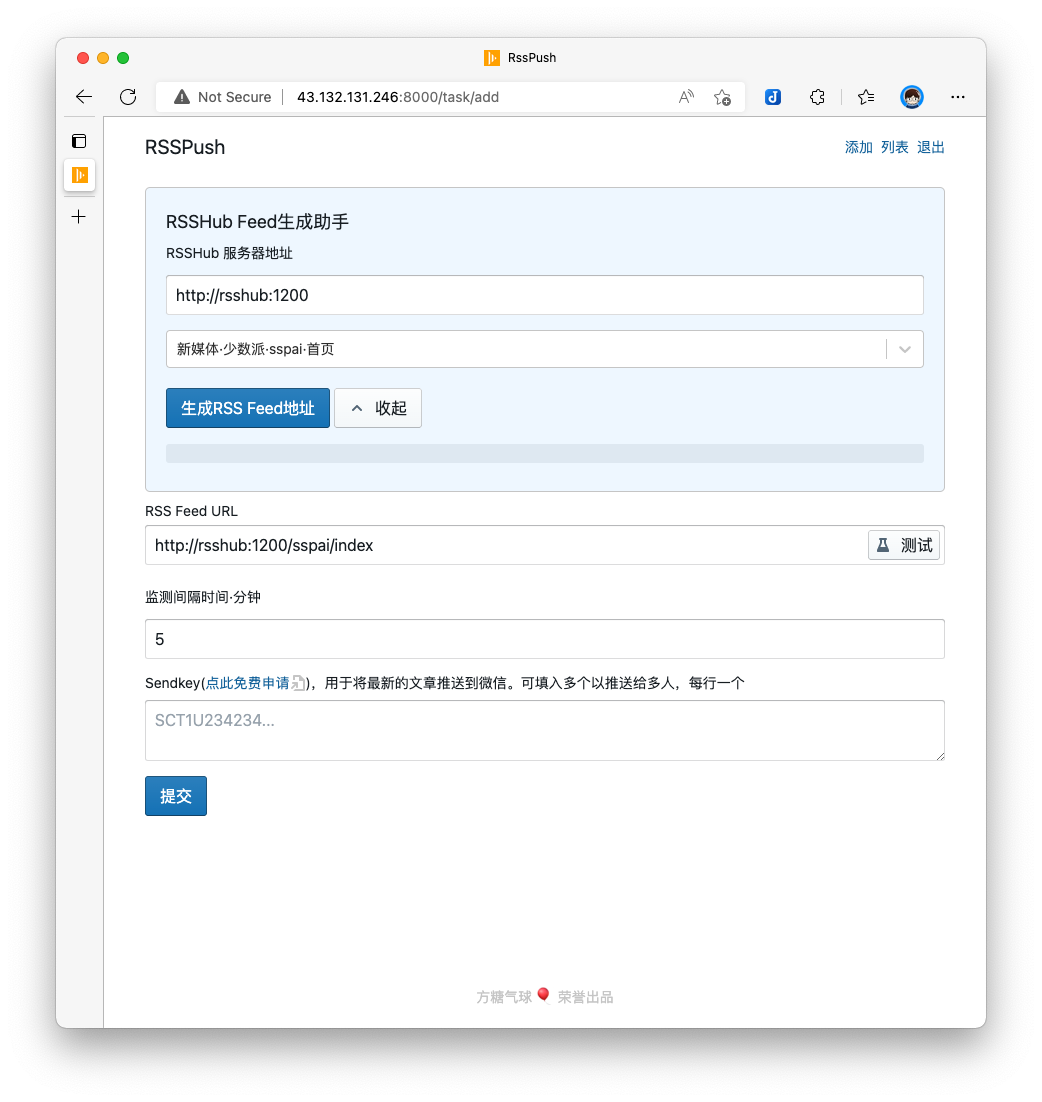 RssPush
Not Secure 43.132.131.246:8000/task/add
RSSPush
添加 列表 退出
RSSHub Feed生成助手
RSSHub 服务器地址
http://rsshub:1200
新媒体·少数派·sspai·首页
生成RSS Feed地址 收起
RSS Feed URL
http://rsshub:1200/sspai/index
测试
监测间隔时间·分钟
5
Sendkey(点此免费申请)，用于将最新的文章推送到微信。可填入多个以推送给多人，每行一个
SCT1U234234...
提交
方糖气球🎈 荣誉出品